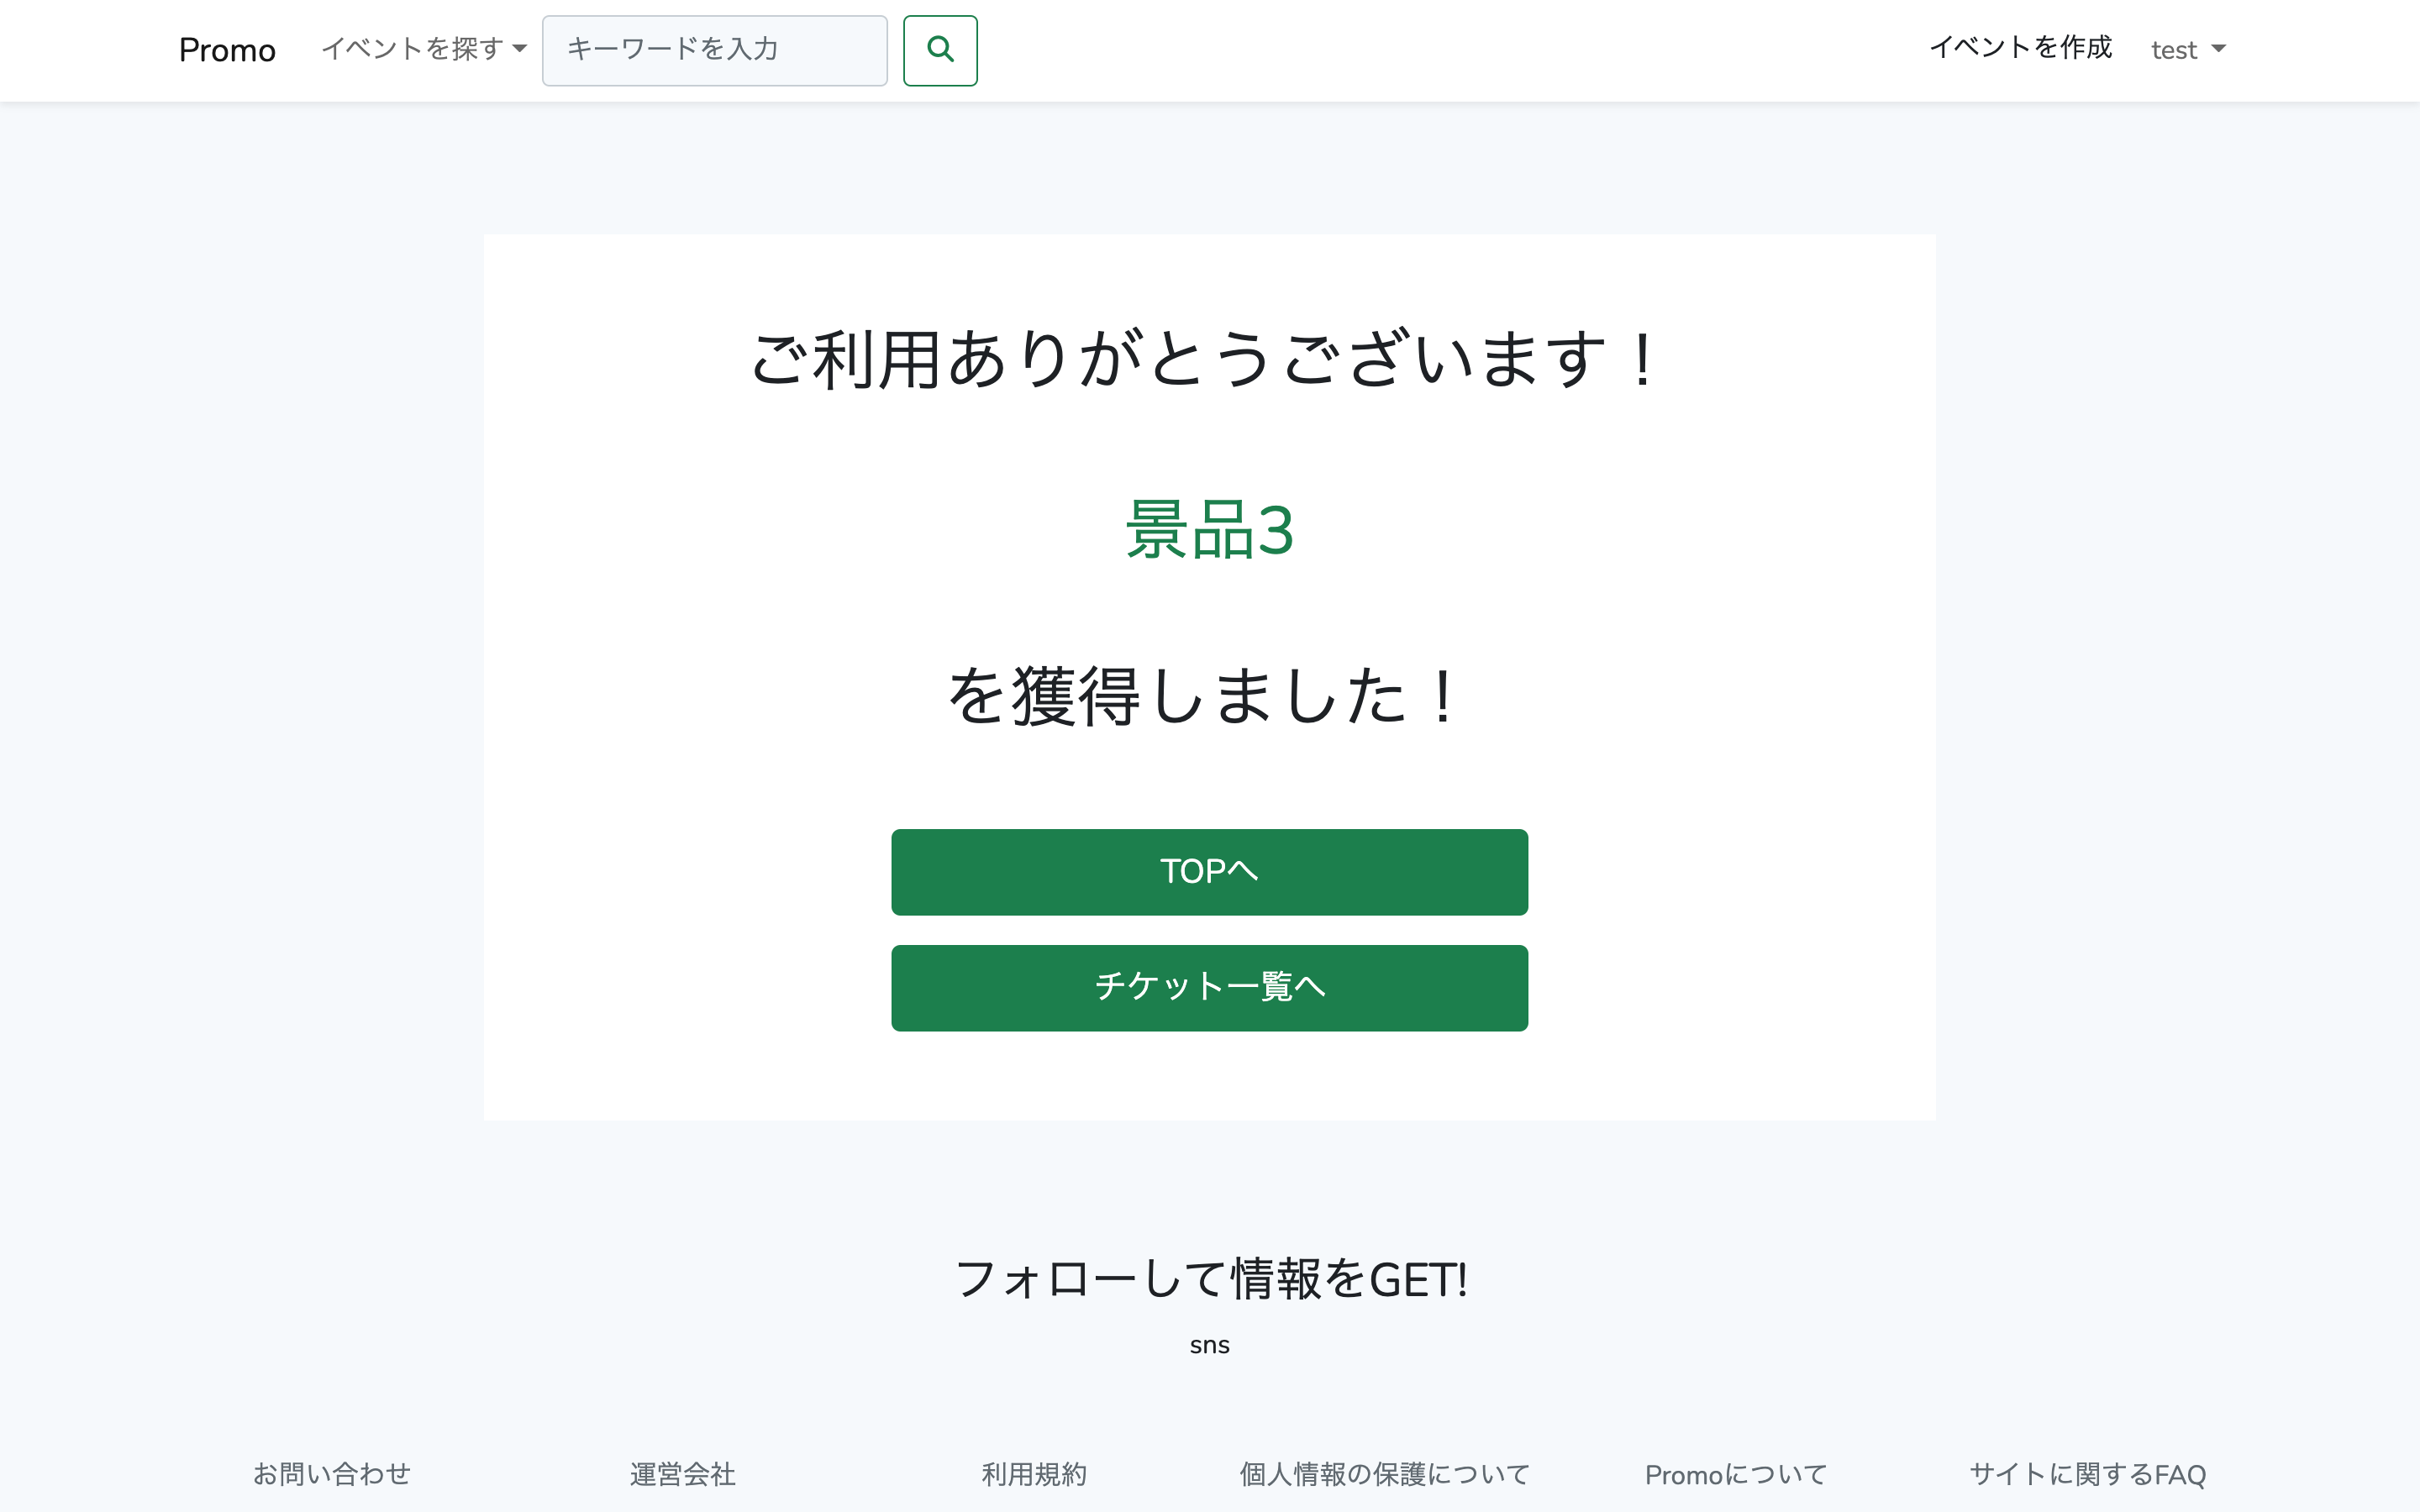 Promo イベントを探す キーワードを入力 イベントを作成 test
ご利用ありがとうございます！
景品3
を獲得しました！
TOPへ
チケット一覧へ
フォローして情報をGET!
sns
お問い合わせ 運営会社 利用規約 個人情報の保護について Promoについて サイトに関するFAQ